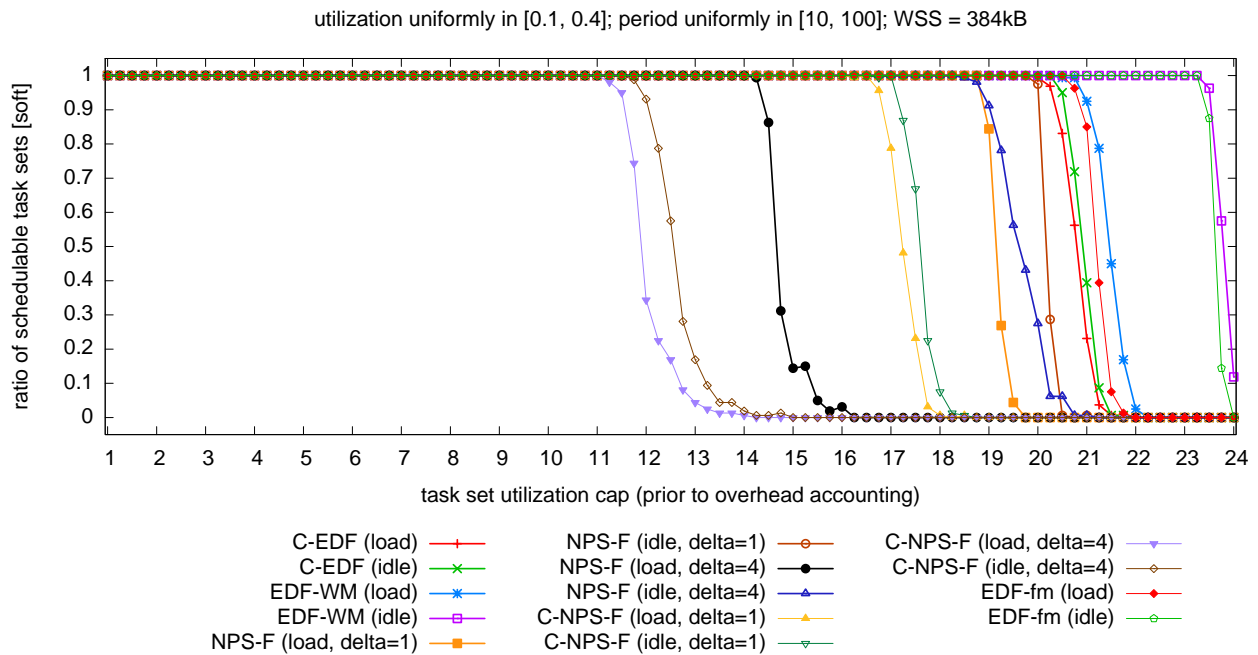 utilization uniformly in [0.1, 0.4]; period uniformly in [10, 100]; WSS = 384kB
ratio of schedulable task sets [soft]
1
0.9
0.8
0.7
0.6
0.5
0.4
0.3
0.2
0.1
0
1 2 3 4 5 6 7 8 9 10 11 12 13 14 15 16 17 18 19 20 21 22 23 24
task set utilization cap (prior to overhead accounting)
C-EDF (load)
C-EDF (idle)
EDF-WM (load)
EDF-WM (idle)
NPS-F (load, delta=1)
NPS-F (idle, delta=1)
NPS-F (load, delta=4)
NPS-F (idle, delta=4)
C-NPS-F (load, delta=1)
C-NPS-F (idle, delta=1)
C-NPS-F (load, delta=4)
C-NPS-F (idle, delta=4)
EDF-fm (load)
EDF-fm (idle)